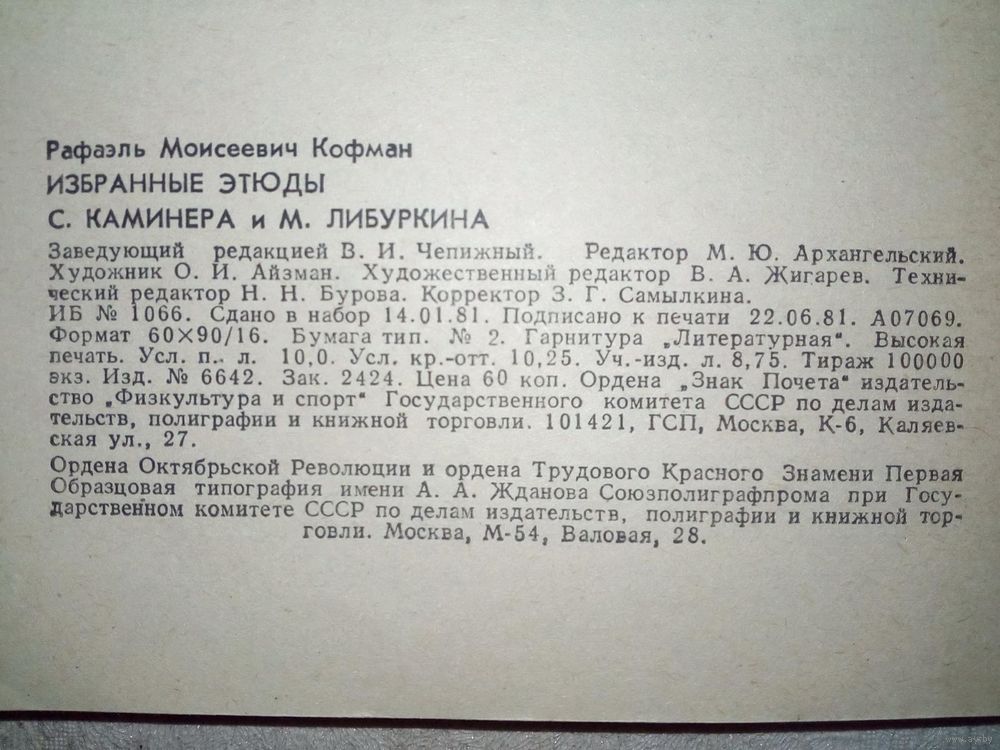 Рафаэль Моисеевич Кофман
ИЗБРАННЫЕ ЭТЮДЫ
С. КАМИНЕРА и М. ЛИБУРКИНА
Заведующий редакцией В. И. Чепижный. Редактор М. Ю. Архангельский.
Художник О. И. Айзман. Художественный редактор В. А. Жигарев. Техни-
ческий редактор Н. Н. Бурова. Корректор З. Г. Самылкина.
ИБ № 1066. Сдано в набор 14.01.81. Подписано к печати 22.06.81. А07069.
Формат 60×90/16. Бумага тип. № 2. Гарнитура „Литературная". Высокая
печать. Усл. п. л. 10,0. Усл. кр.-отт. 10,25. Уч.-изд. л. 8,75. Тираж 100000
экз. Изд. № 6642. Зак. 2424. Цена 60 коп. Ордена „Знак Почета" издатель-
ство „Физкультура и спорт" Государственного комитета СССР по делам изда-
тельств, полиграфии и книжной торговли. 101421, ГСП, Москва, К-6, Каляев-
ская ул., 27.
Ордена Октябрьской Революции и ордена Трудового Красного Знамени Первая
Образцовая типография имени А. А. Жданова Союзполиграфпрома при Госу-
дарственном комитете СССР по делам издательств, полиграфии и книжной тор-
говли. Москва, М-54, Валовая, 28.
www.ay.by